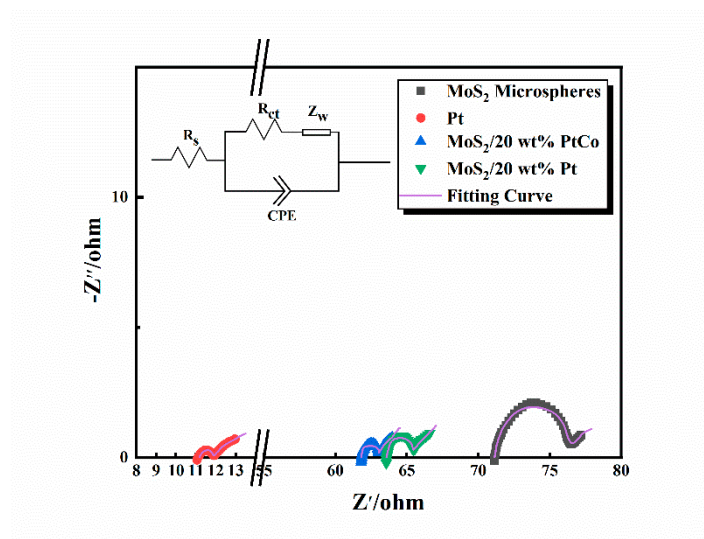 MoS₂ Microspheres
Pt
MoS₂/20 wt% PtCo
MoS₂/20 wt% Pt
Fitting Curve
Rct
Zw
Rs
CPE
10
0
-Z''/ohm
8 9 10 11 12 13 55 60 65 70 75 80
Z'/ohm